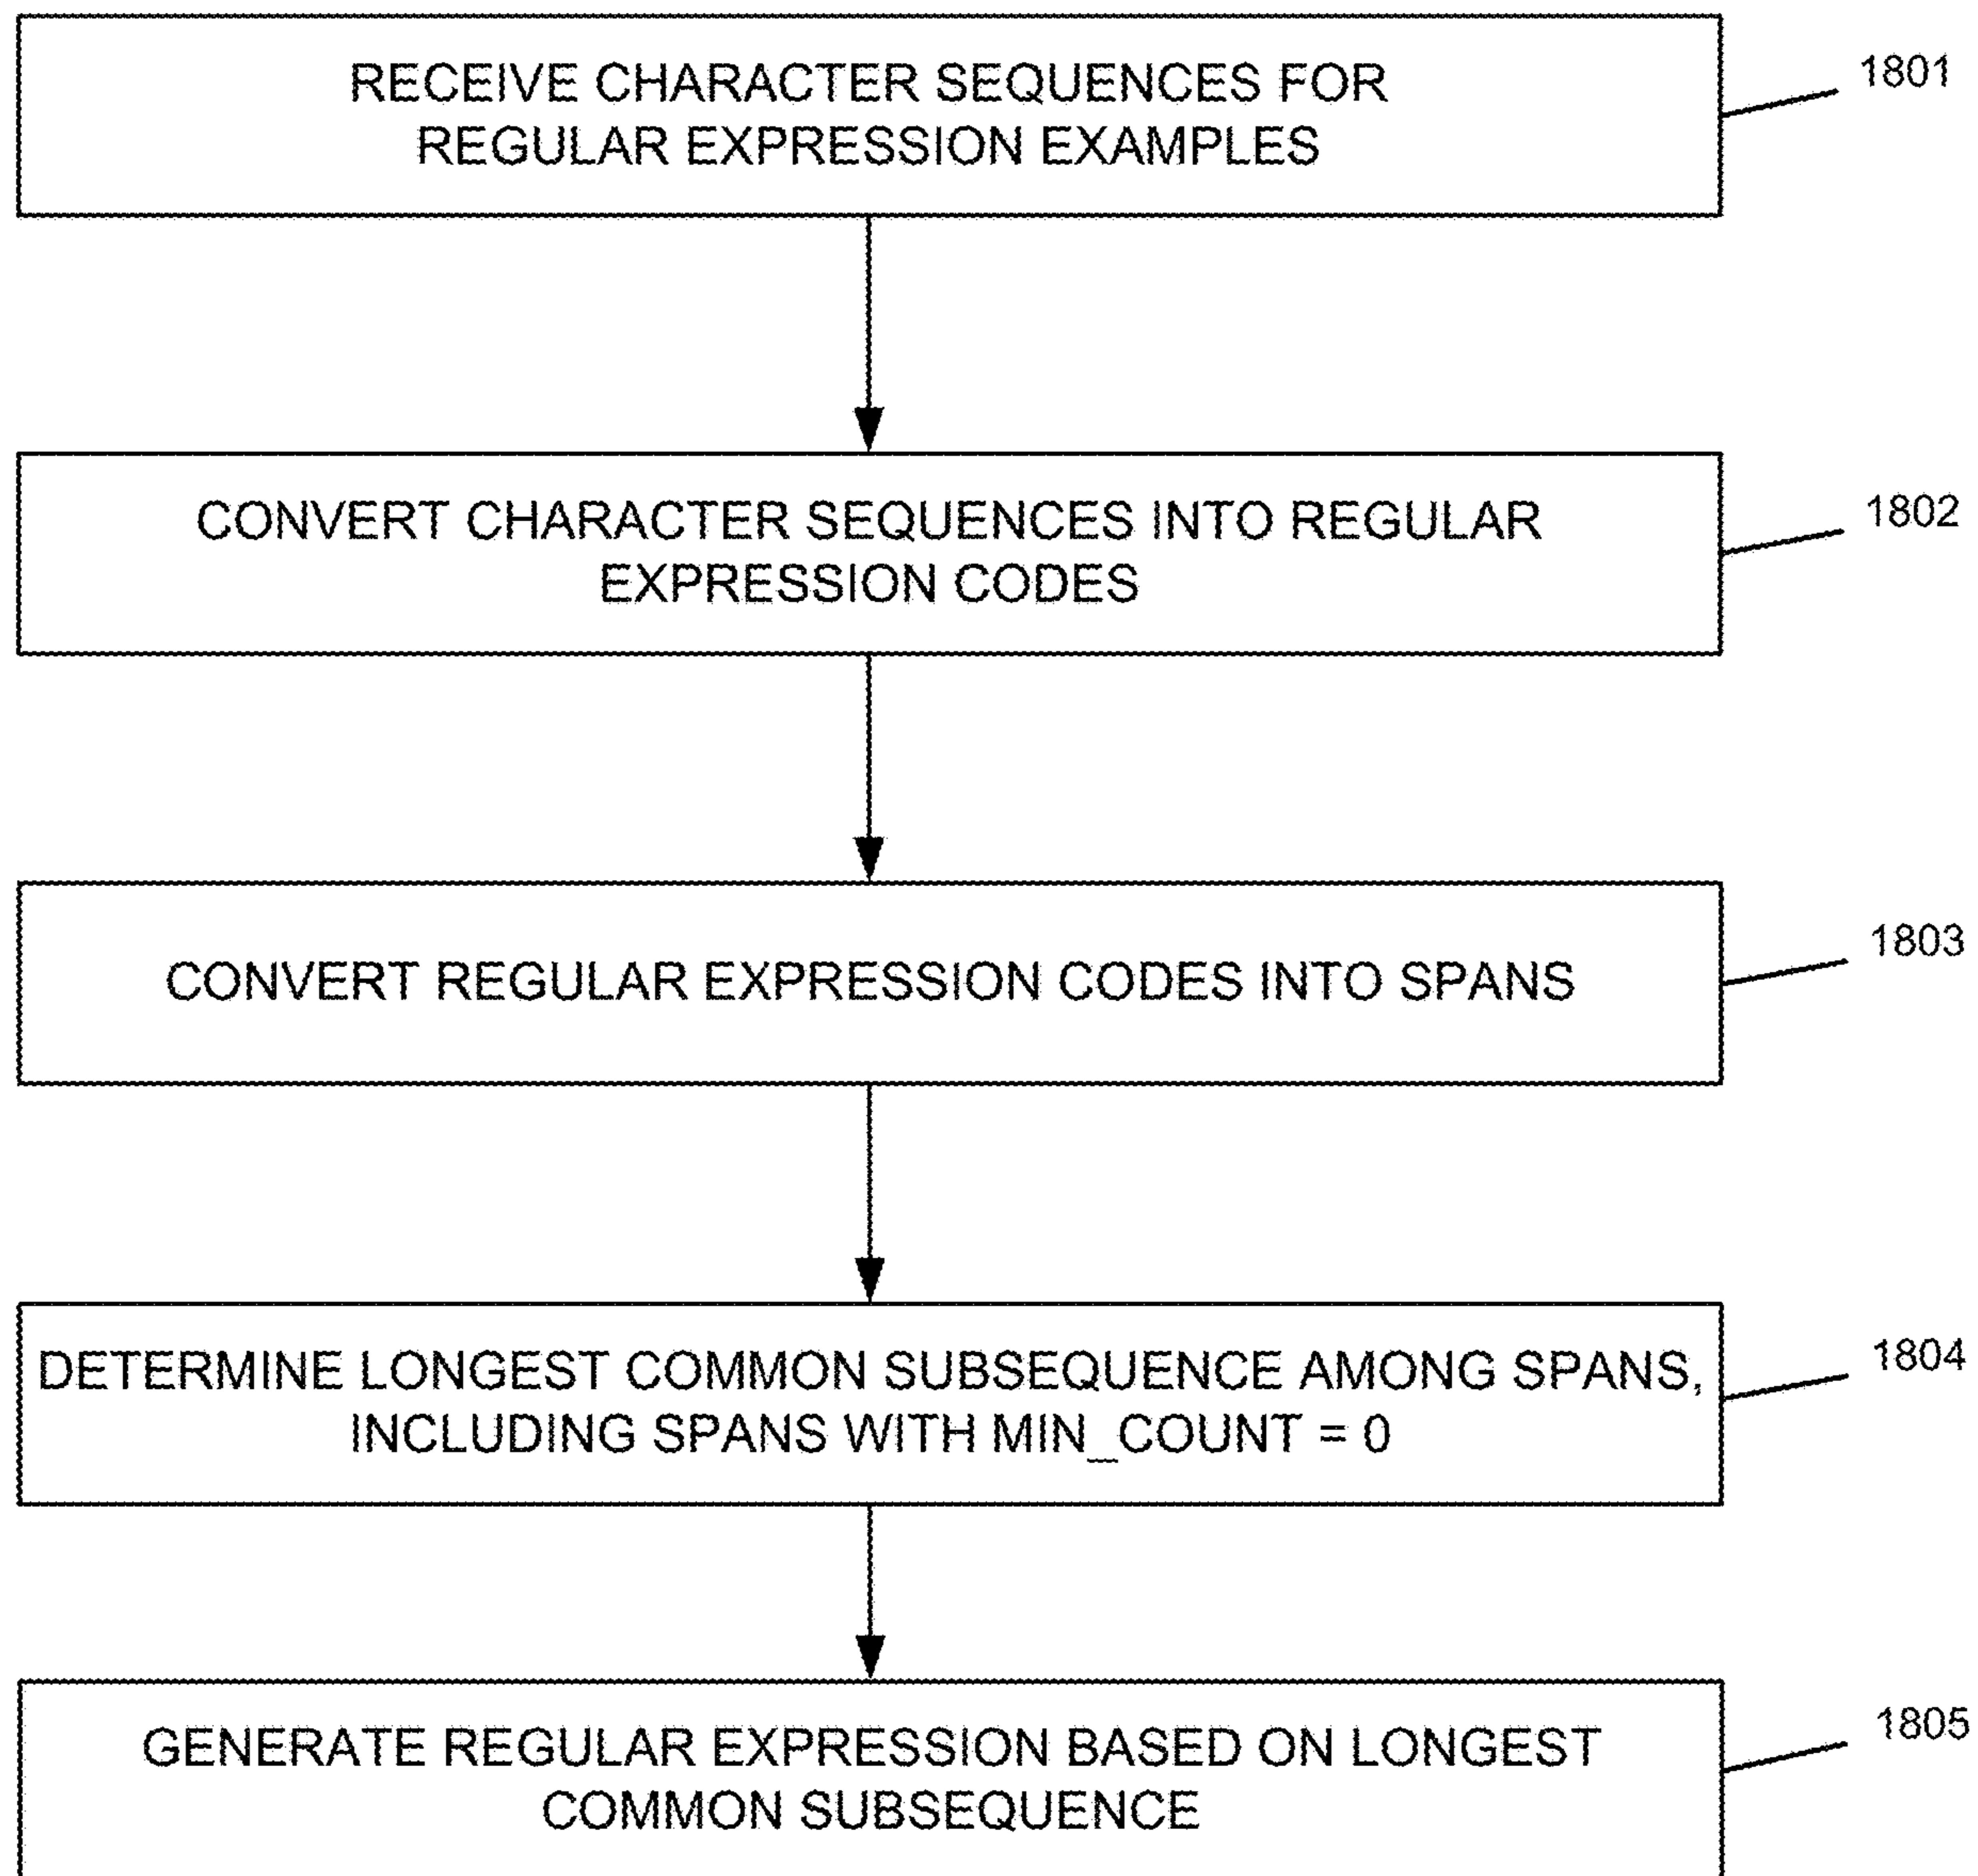 RECEIVE CHARACTER SEQUENCES FOR
REGULAR EXPRESSION EXAMPLES
1801
CONVERT CHARACTER SEQUENCES INTO REGULAR
EXPRESSION CODES
1802
CONVERT REGULAR EXPRESSION CODES INTO SPANS
1803
DETERMINE LONGEST COMMON SUBSEQUENCE AMONG SPANS,
INCLUDING SPANS WITH MIN_COUNT = 0
1804
GENERATE REGULAR EXPRESSION BASED ON LONGEST
COMMON SUBSEQUENCE
1805